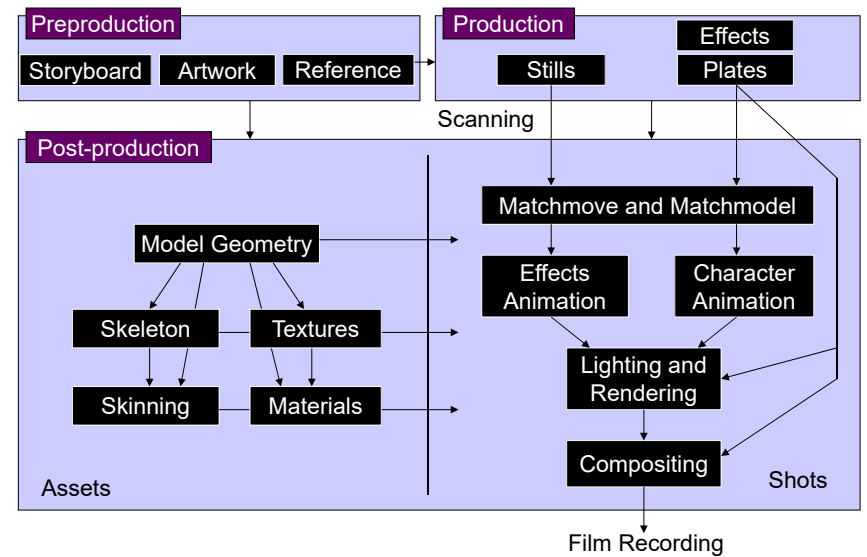 Preproduction
Storyboard
Artwork
Reference
Production
Effects
Stills
Plates
Scanning
Post-production
Matchmove and Matchmodel
Model Geometry
Effects
Animation
Character
Animation
Skeleton
Textures
Lighting and
Rendering
Skinning
Materials
Compositing
Assets
Shots
Film Recording